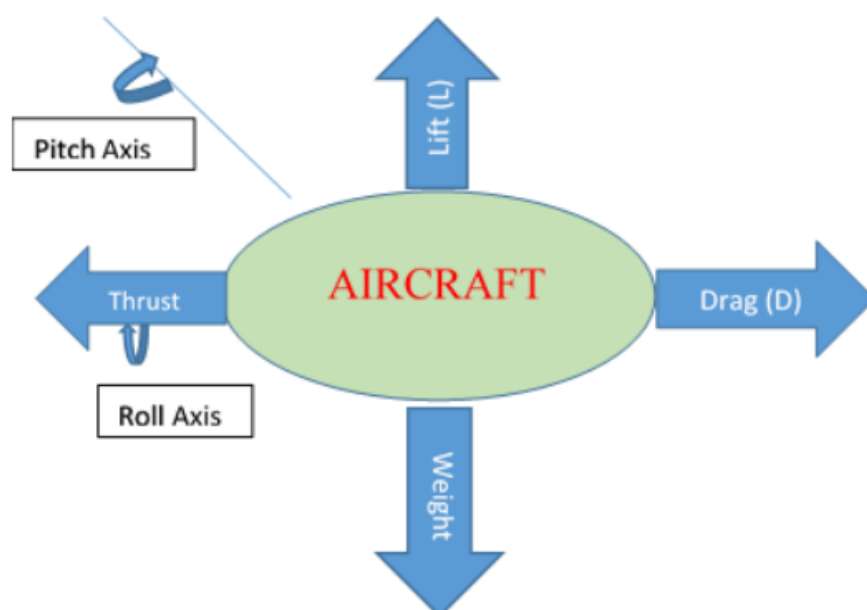 Lift (L)
Pitch Axis
AIRCRAFT
Thrust
Drag (D)
Roll Axis
Weight